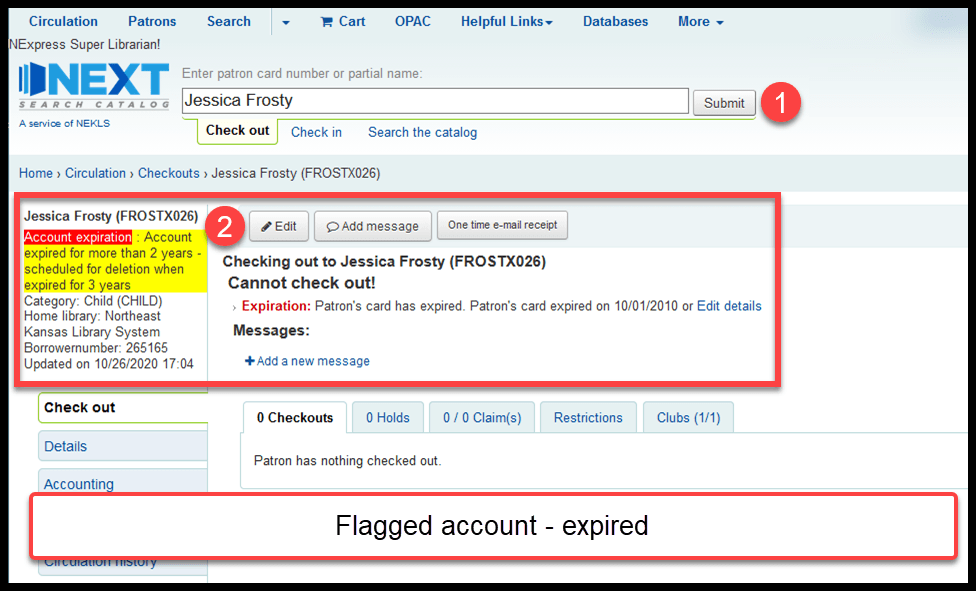 Circulation Patrons Search Cart OPAC Helpful Links Databases More
NExpress Super Librarian!
NEXT
SEARCH CATALOG
A service of NEKLS
Enter patron card number or partial name:
Jessica Frosty
Submit
1
Check out Check in Search the catalog
Home › Circulation › Checkouts › Jessica Frosty (FROSTX026)
Jessica Frosty (FROSTX026)
Account expiration : Account
expired for more than 2 years -
scheduled for deletion when
expired for 3 years
Category: Child (CHILD)
Home library: Northeast
Kansas Library System
Borrowernumber: 265165
Updated on 10/26/2020 17:04
2
Edit Add message One time e-mail receipt
Checking out to Jessica Frosty (FROSTX026)
Cannot check out!
› Expiration: Patron's card has expired. Patron's card expired on 10/01/2010 or Edit details
Messages:
+Add a new message
Check out
Details
Accounting
0 Checkouts 0 Holds 0 / 0 Claim(s) Restrictions Clubs (1/1)
Patron has nothing checked out.
Flagged account - expired
Circulation history